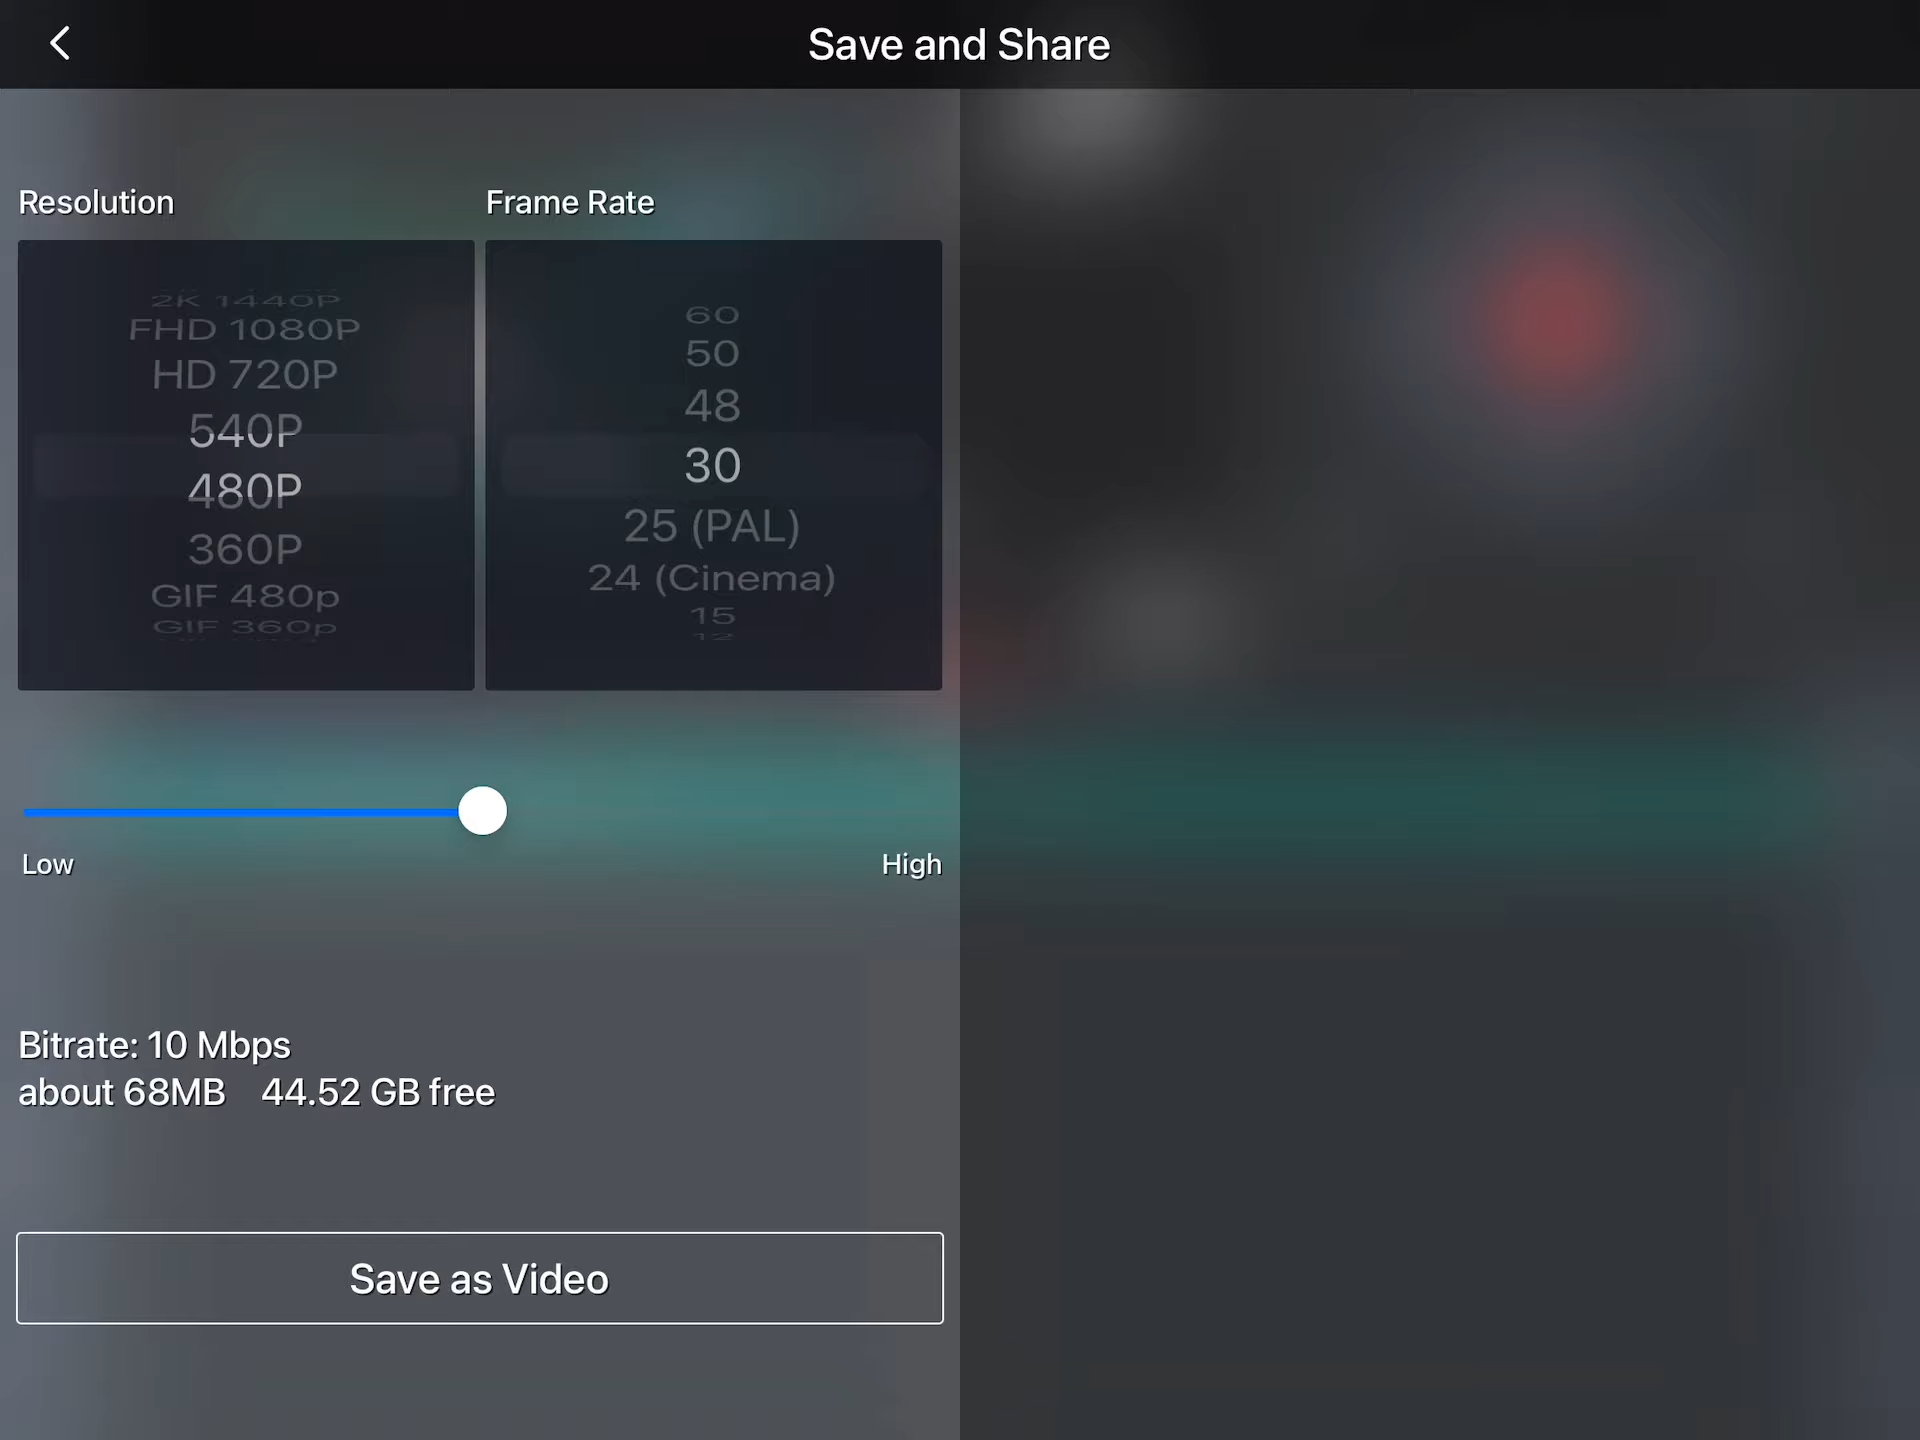 Save and Share
Resolution
Frame Rate
2K 1440P
FHD 1080P
HD 720P
540P
480P
360P
GIF 480p
GIF 360p
60
50
48
30
25 (PAL)
24 (Cinema)
15
12
Low
High
Bitrate: 10 Mbps
about 68MB 44.52 GB free
Save as Video